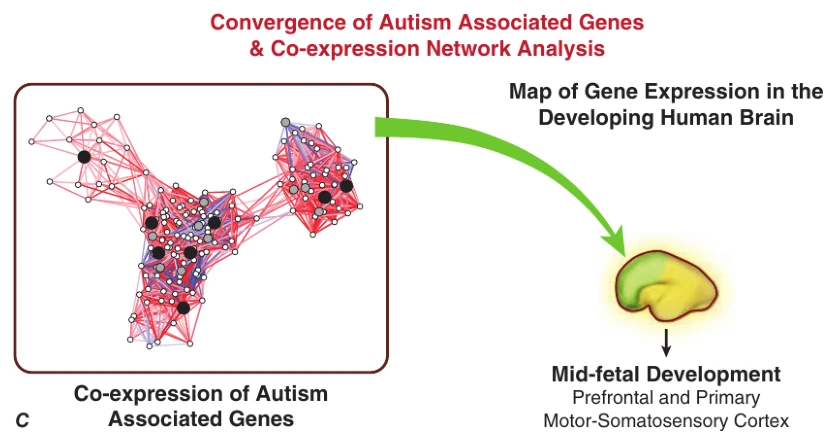 Convergence of Autism Associated Genes
& Co-expression Network Analysis
Map of Gene Expression in the
Developing Human Brain
Mid-fetal Development
Prefrontal and Primary
Motor-Somatosensory Cortex
Co-expression of Autism
Associated Genes
C